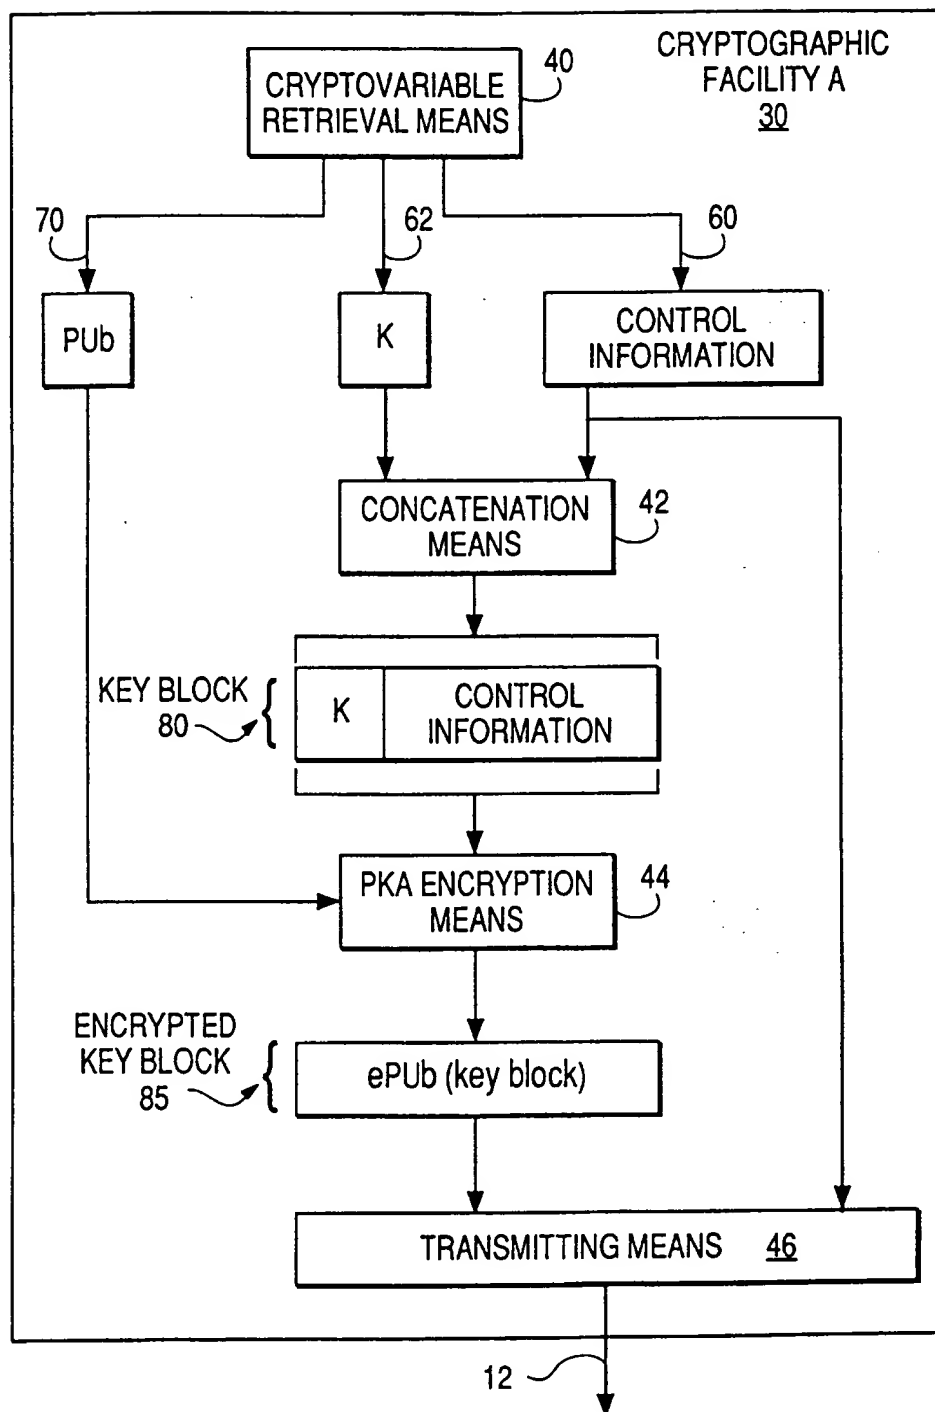 CRYPTOGRAPHIC
FACILITY A
30
CRYPTOVARIABLE
RETRIEVAL MEANS
40
70
62
60
PUb
K
CONTROL
INFORMATION
CONCATENATION
MEANS
42
KEY BLOCK
80
{
K
CONTROL
INFORMATION
PKA ENCRYPTION
MEANS
44
ENCRYPTED
KEY BLOCK
85
{
ePUb (key block)
TRANSMITTING MEANS 46
12